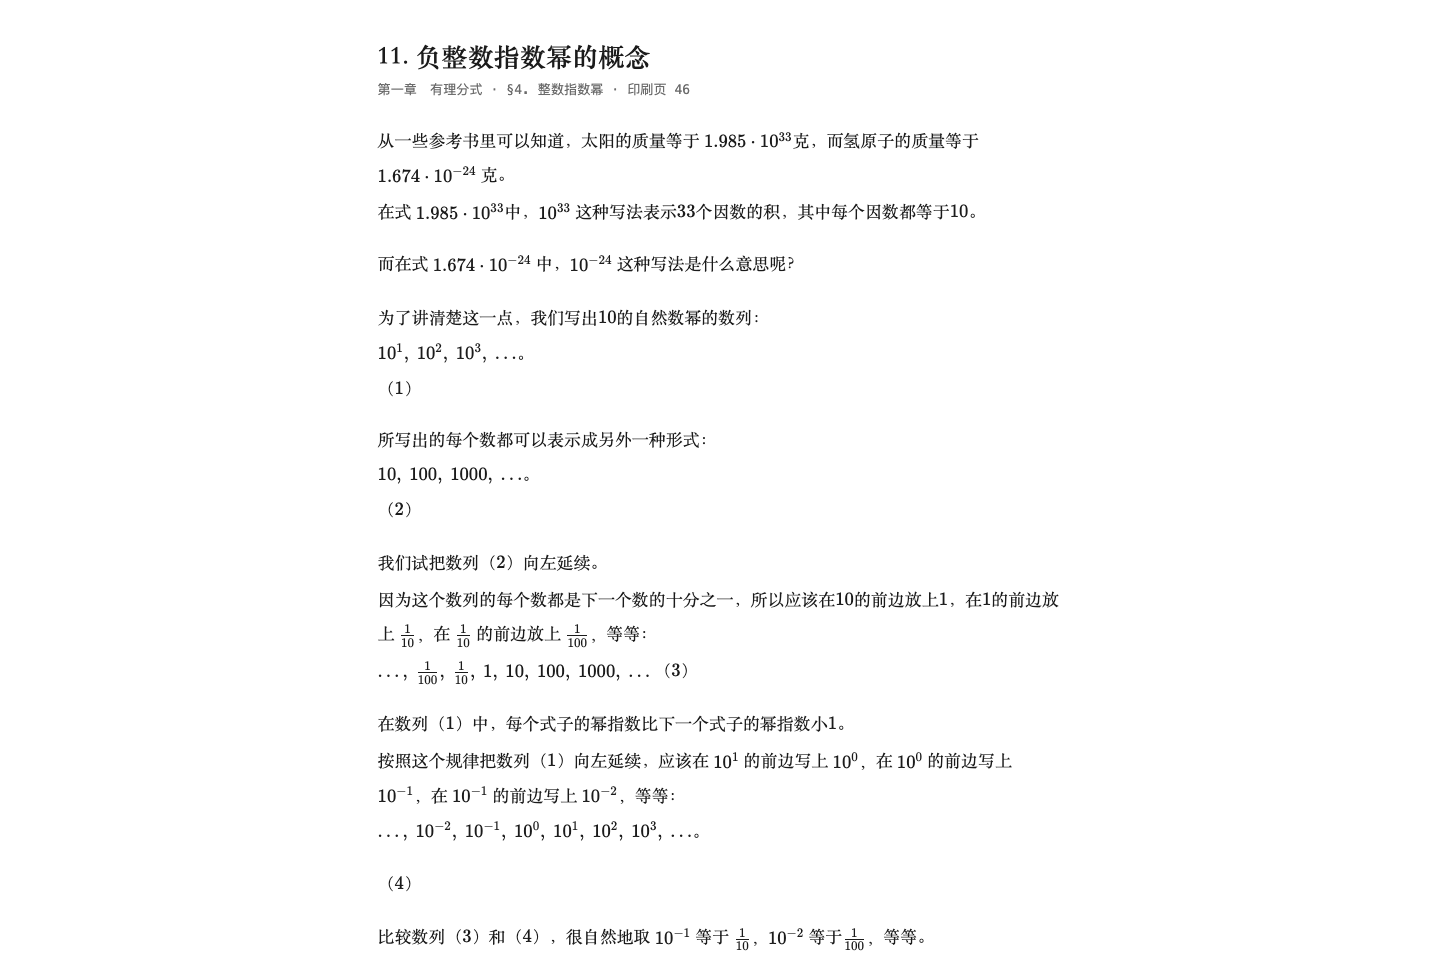 11. 负整数指数幂的概念
第一章 有理分式 · §4. 整数指数幂 · 印刷页 46
从一些参考书里可以知道，太阳的质量等于 1.985 · 10³³克，而氢原子的质量等于
1.674 · 10⁻²⁴ 克。
在式 1.985 · 10³³中，10³³ 这种写法表示33个因数的积，其中每个因数都等于10。
而在式 1.674 · 10⁻²⁴ 中，10⁻²⁴ 这种写法是什么意思呢？
为了讲清楚这一点，我们写出10的自然数幂的数列：
10¹, 10², 10³, …。
（1）
所写出的每个数都可以表示成另外一种形式：
10, 100, 1000, …。
（2）
我们试把数列（2）向左延续。
因为这个数列的每个数都是下一个数的十分之一，所以应该在10的前边放上1，在1的前边放
上 1/10，在 1/10 的前边放上 1/100，等等：
…, 1/100, 1/10, 1, 10, 100, 1000, …（3）
在数列（1）中，每个式子的幂指数比下一个式子的幂指数小1。
按照这个规律把数列（1）向左延续，应该在 10¹ 的前边写上 10⁰，在 10⁰ 的前边写上
10⁻¹，在 10⁻¹ 的前边写上 10⁻²，等等：
…, 10⁻², 10⁻¹, 10⁰, 10¹, 10², 10³, …。
（4）
比较数列（3）和（4），很自然地取 10⁻¹ 等于 1/10，10⁻² 等于1/100，等等。